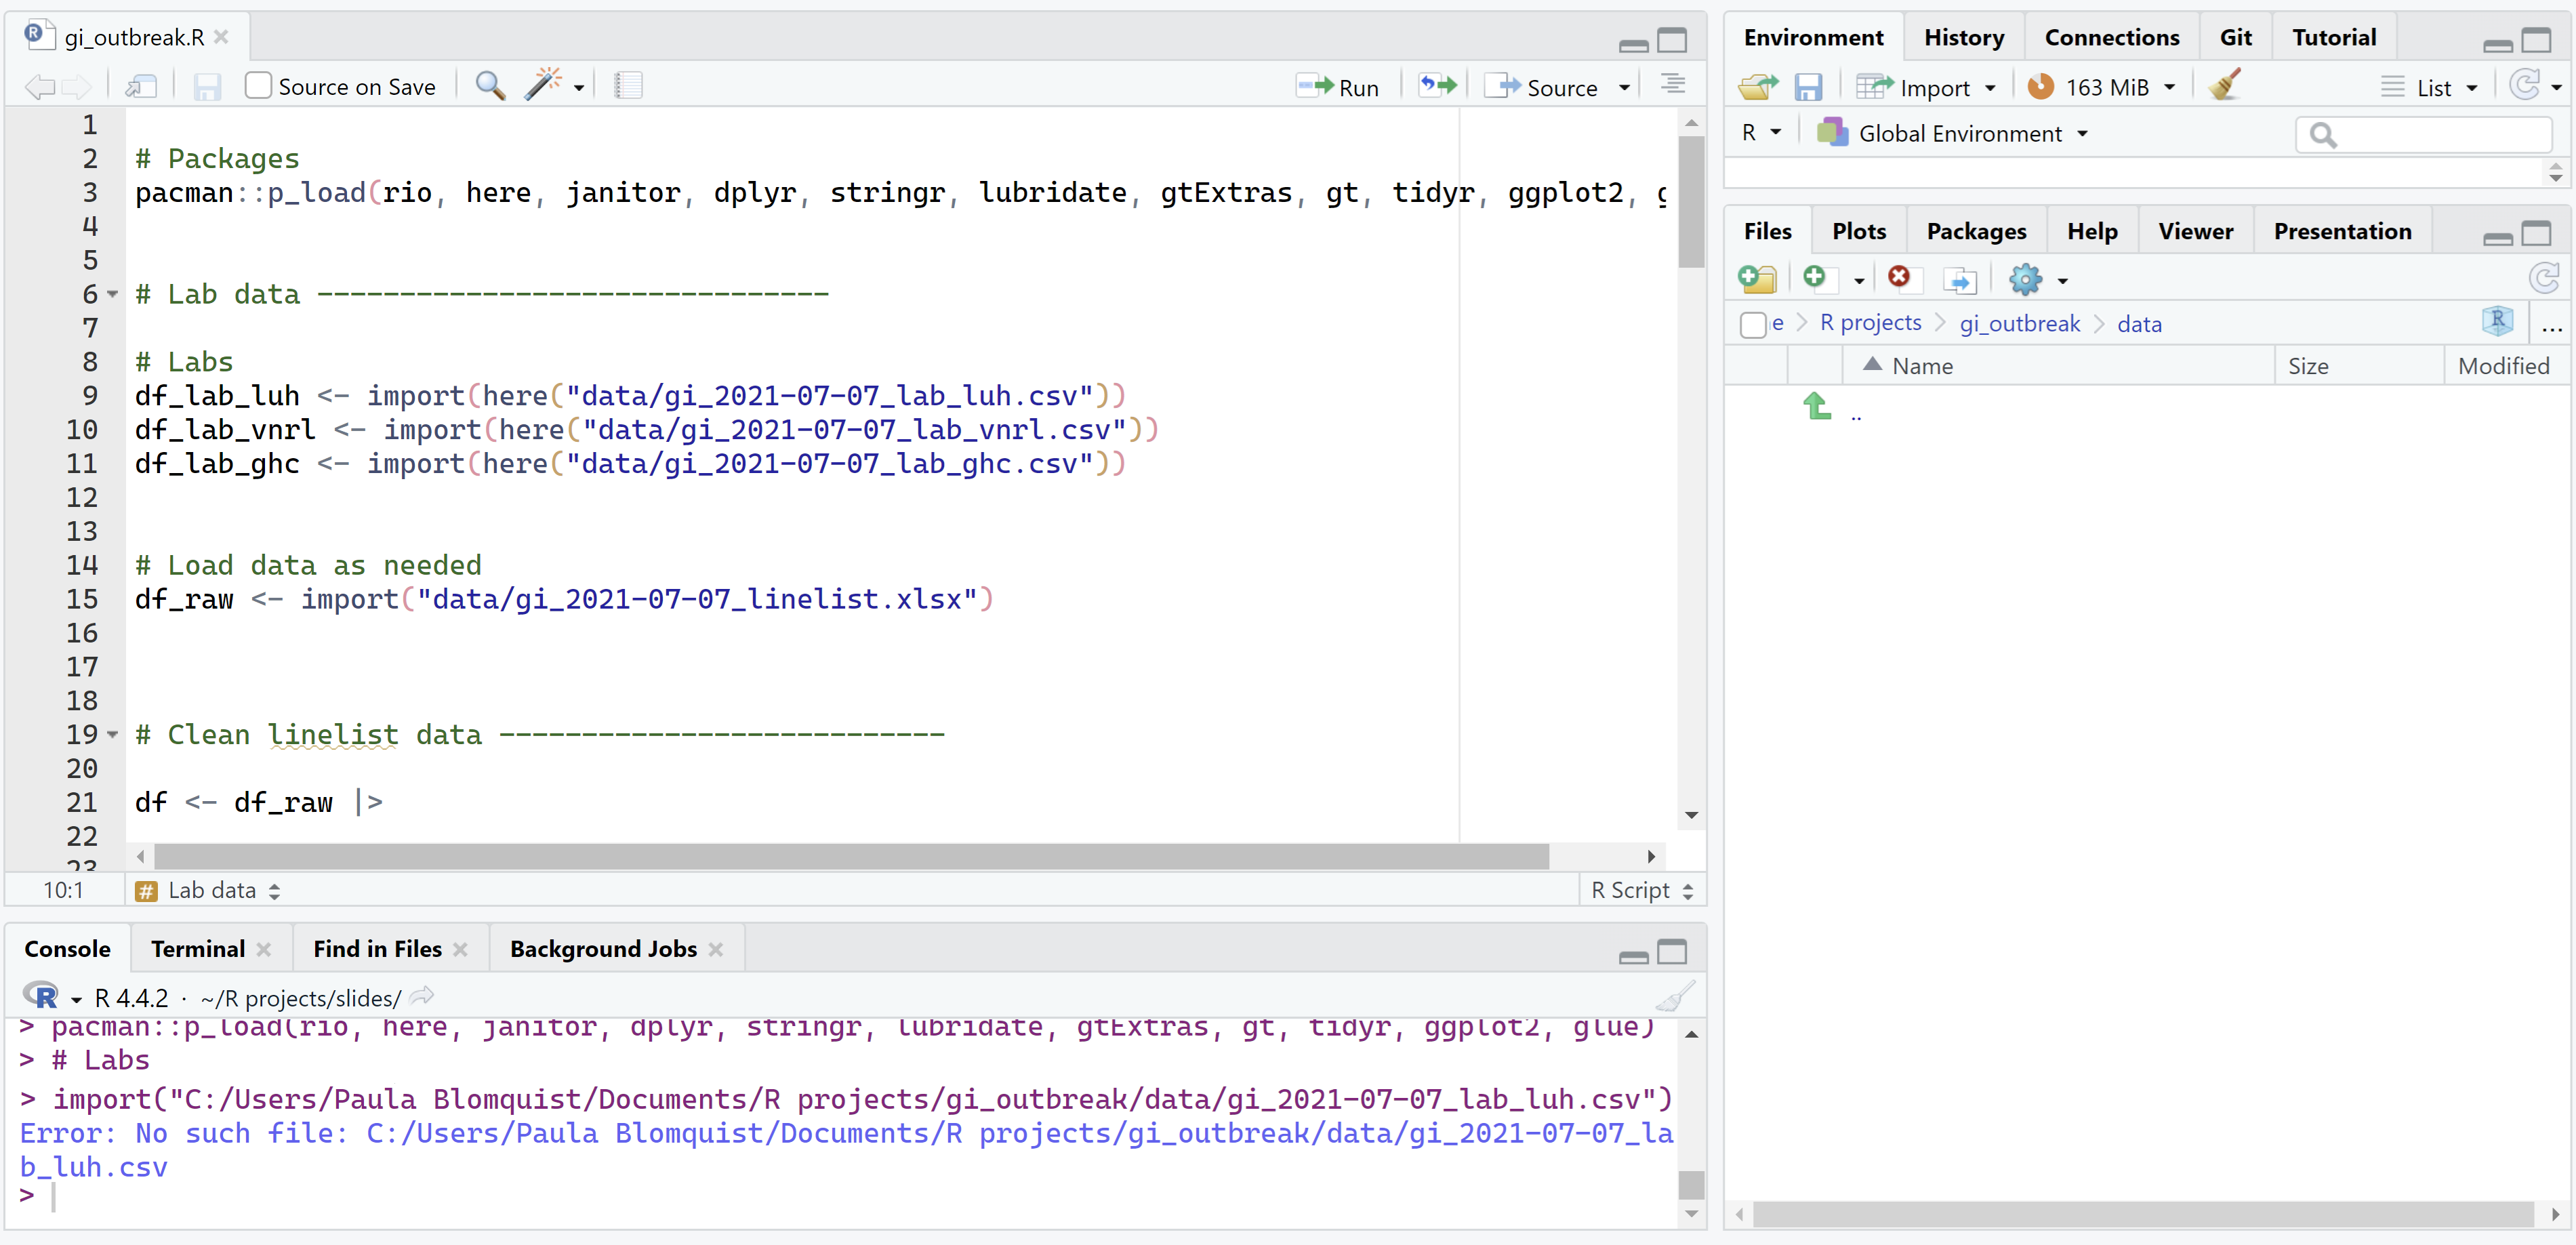 gi_outbreak.R
Source on Save
Run
Source
1
2 # Packages
3 pacman::p_load(rio, here, janitor, dplyr, stringr, lubridate, gtExtras, gt, tidyr, ggplot2, g
4
5
6 # Lab data -------------------------------
7
8 # Labs
9 df_lab_luh <- import(here("data/gi_2021-07-07_lab_luh.csv"))
10 df_lab_vnrl <- import(here("data/gi_2021-07-07_lab_vnrl.csv"))
11 df_lab_ghc <- import(here("data/gi_2021-07-07_lab_ghc.csv"))
12
13
14 # Load data as needed
15 df_raw <- import("data/gi_2021-07-07_linelist.xlsx")
16
17
18
19 # Clean linelist data ---------------------------
20
21 df <- df_raw |>
22
23
10:1 # Lab data R Script
Console Terminal Find in Files Background Jobs
R 4.4.2 · ~/R projects/slides/
> pacman::p_load(rio, here, janitor, dplyr, stringr, lubridate, gtExtras, gt, tidyr, ggplot2, glue)
> # Labs
> import("C:/Users/Paula Blomquist/Documents/R projects/gi_outbreak/data/gi_2021-07-07_lab_luh.csv")
Error: No such file: C:/Users/Paula Blomquist/Documents/R projects/gi_outbreak/data/gi_2021-07-07_la
b_luh.csv
>
Environment History Connections Git Tutorial
Import 163 MiB List
R Global Environment
Files Plots Packages Help Viewer Presentation
e R projects gi_outbreak data R ...
Name Size Modified
..